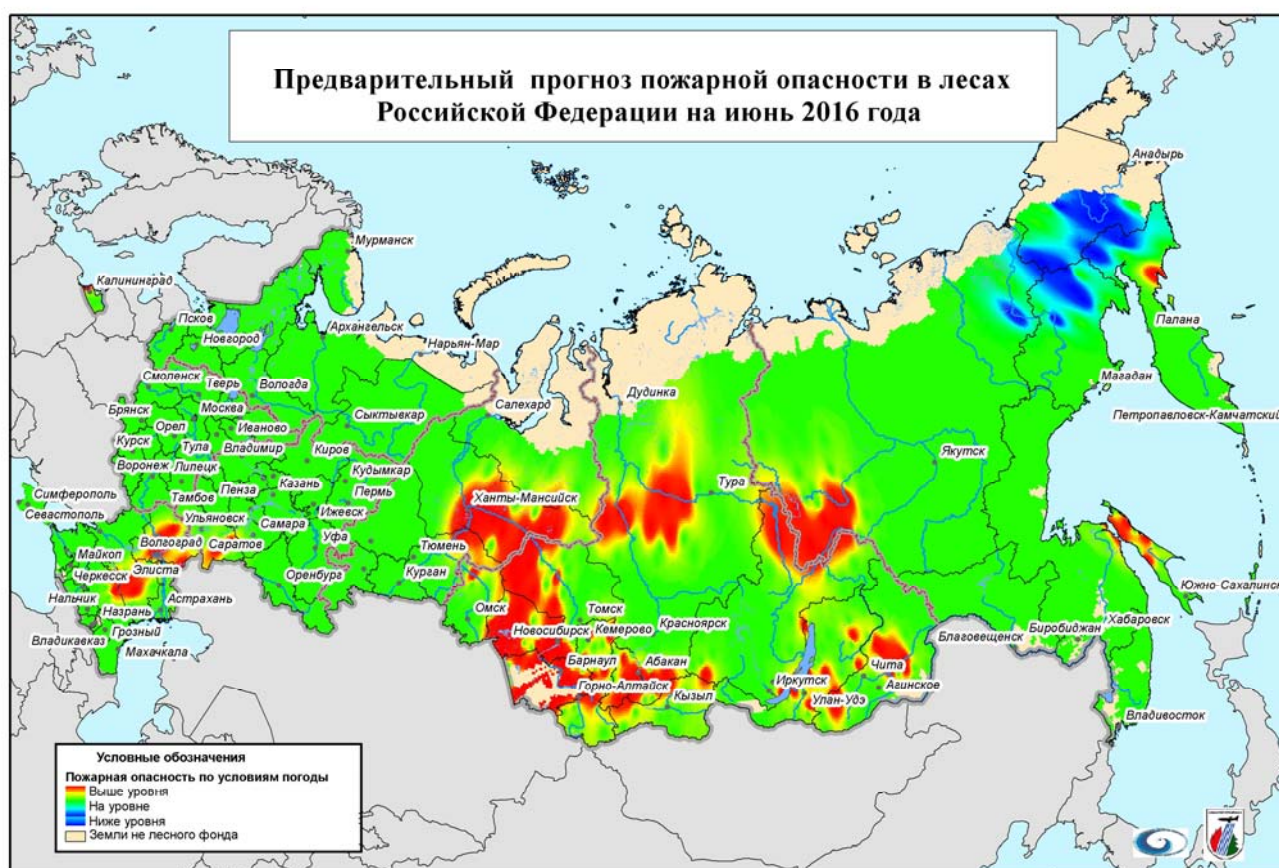 Предварительный прогноз пожарной опасности в лесах
Российской Федерации на июнь 2016 года
Анадырь
Мурманск
Калининград
Псков
Новгород
Архангельск
Нарьян-Мар
Палана
Смоленск
Тверь
Вологда
Салехард
Дудинка
Магадан
Брянск
Москва
Сыктывкар
Петропавловск-Камчатский
Орел
Иваново
Курск
Тула
Владимир
Киров
Якутск
Воронеж
Липецк
Кудымкар
Тура
Симферополь
Тамбов
Пенза
Казань
Пермь
Ханты-Мансийск
Севастополь
Ульяновск
Самара
Ижевск
Волгоград
Саратов
Уфа
Тюмень
Майкоп
Элиста
Оренбург
Курган
Черкесск
Нальчик
Астрахань
Омск
Томск
Южно-Сахалинск
Назрань
Новосибирск
Кемерово
Красноярск
Хабаровск
Грозный
Биробиджан
Владикавказ
Благовещенск
Махачкала
Барнаул
Абакан
Чита
Горно-Алтайск
Иркутск
Агинское
Кызыл
Улан-Удэ
Владивосток
Условные обозначения
Пожарная опасность по условиям погоды
Выше уровня
На уровне
Ниже уровня
Земли не лесного фонда